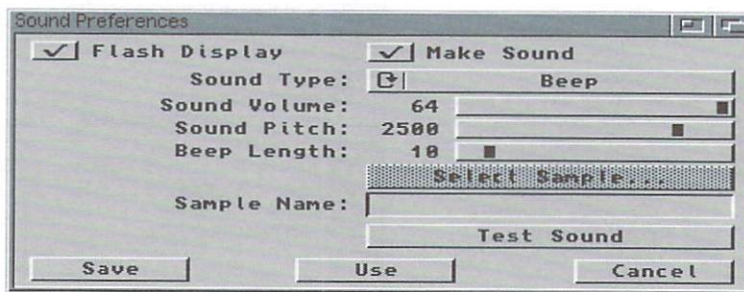 Sound Preferences
Flash Display
Make Sound
Sound Type: Beep
Sound Volume: 64
Sound Pitch: 2500
Beep Length: 10
Select Sample...
Sample Name:
Test Sound
Save Use Cancel